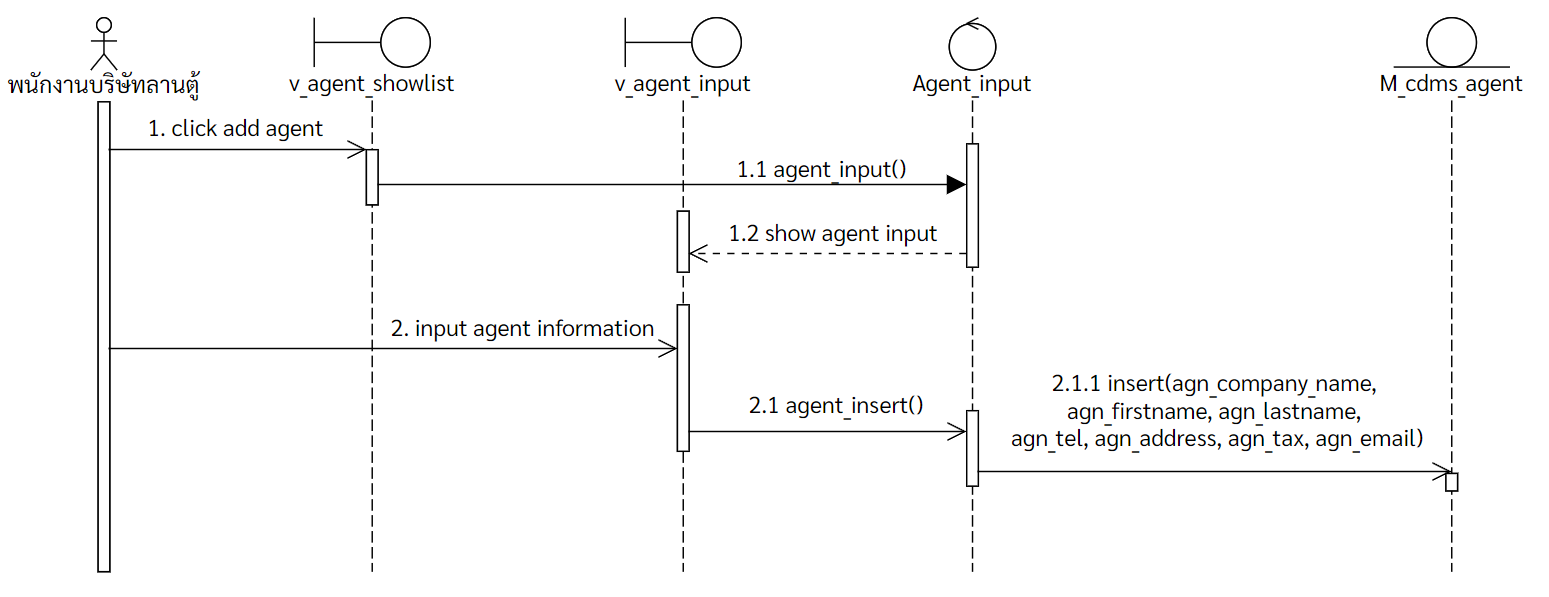 พนักงานบริษัทลานตู้
v_agent_showlist
v_agent_input
Agent_input
M_cdms_agent
1. click add agent
1.1 agent_input()
1.2 show agent input
2. input agent information
2.1 agent_insert()
2.1.1 insert(agn_company_name,
agn_firstname, agn_lastname,
agn_tel, agn_address, agn_tax, agn_email)